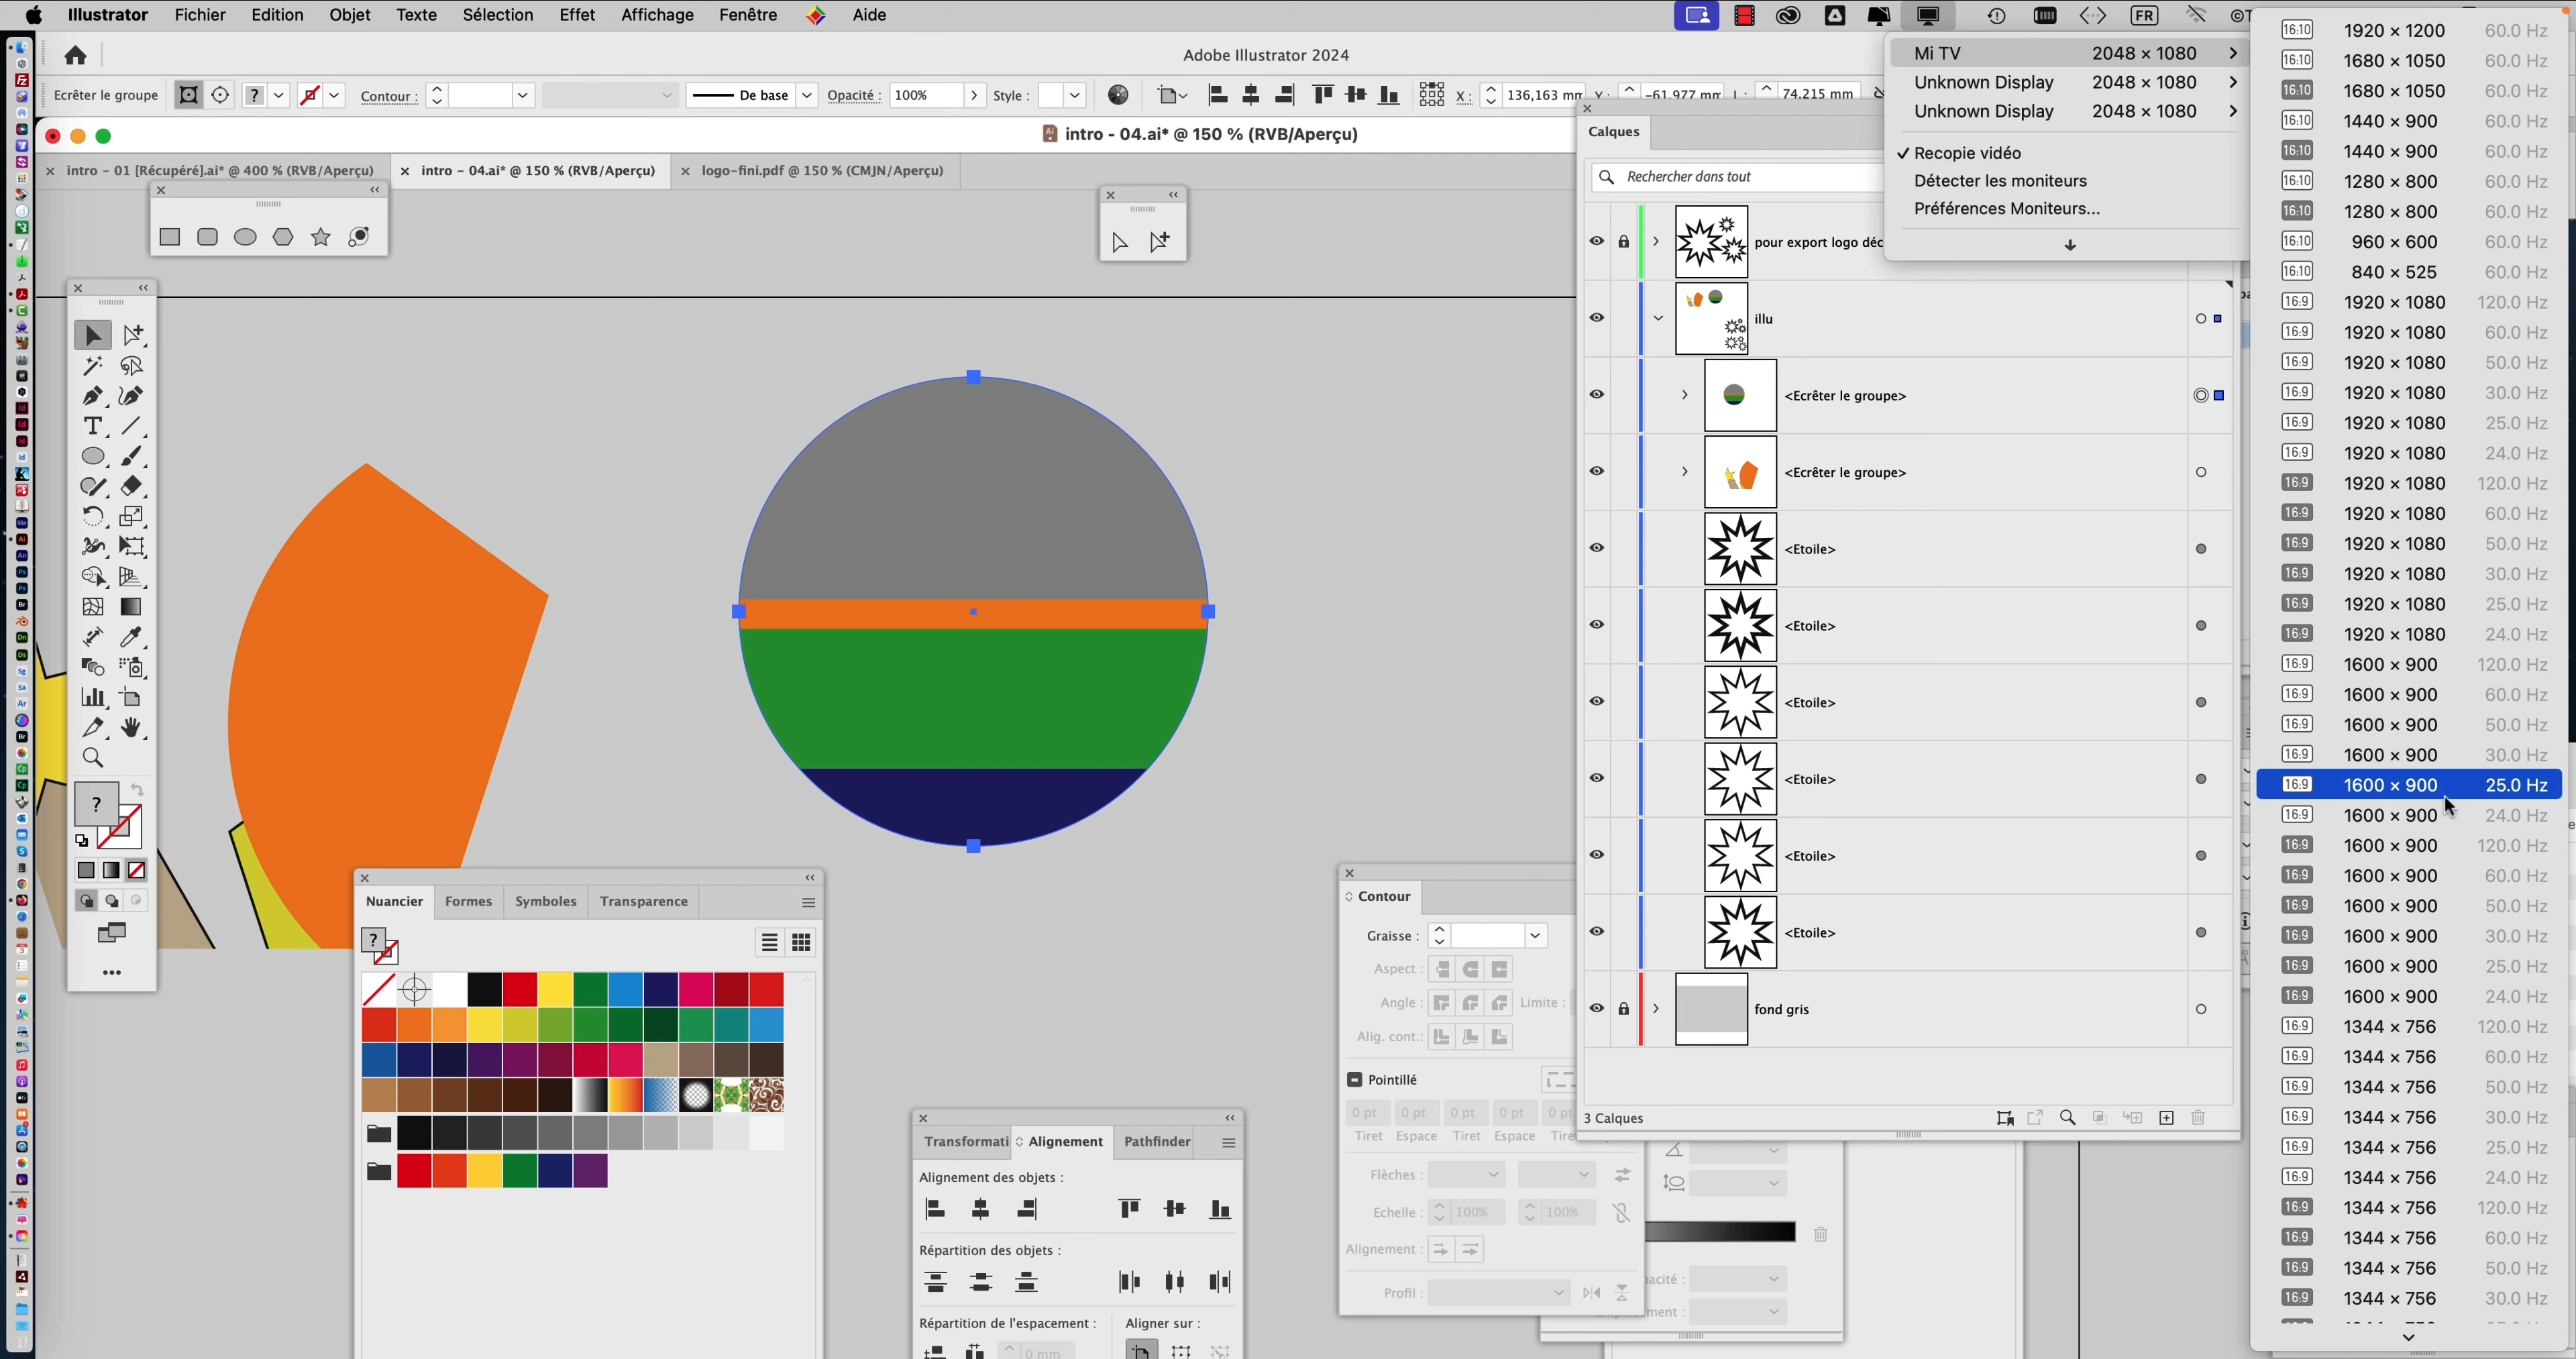 Illustrator Fichier Edition Objet Texte Sélection Effet Affichage Fenêtre Aide
FR
Adobe Illustrator 2024
Ecrêter le groupe ? Contour : De base Opacité : 100% Style : X : 136,163 mm Y : -61,977 mm L : 74,215 mm
intro - 04.ai* @ 150 % (RVB/Aperçu)
intro - 01 [Récupéré].ai* @ 400 % (RVB/Aperçu)
intro - 04.ai* @ 150 % (RVB/Aperçu)
logo-fini.pdf @ 150 % (CMJN/Aperçu)
Mi TV 2048 × 1080
Unknown Display 2048 × 1080
Unknown Display 2048 × 1080
Recopie vidéo
Détecter les moniteurs
Préférences Moniteurs...
Calques
Rechercher dans tout
pour export logo déc
illu
<Ecrêter le groupe>
<Ecrêter le groupe>
<Etoile>
<Etoile>
<Etoile>
<Etoile>
<Etoile>
<Etoile>
fond gris
3 Calques
Nuancier Formes Symboles Transparence
?
Transformati Alignement Pathfinder
Alignement des objets :
Répartition des objets :
Répartition de l'espacement : Aligner sur :
0 mm
Contour
Graisse :
Aspect :
Angle : Limite :
Alig. cont.:
Pointillé
0 pt 0 pt 0 pt 0 pt 0 pt
Tiret Espace Tiret Espace Tire
Flèches :
Echelle : 100% 100%
Alignement :
Profil :
16:10 1920 × 1200 60.0 Hz
16:10 1680 × 1050 60.0 Hz
16:10 1680 × 1050 60.0 Hz
16:10 1440 × 900 60.0 Hz
16:10 1440 × 900 60.0 Hz
16:10 1280 × 800 60.0 Hz
16:10 1280 × 800 60.0 Hz
16:10 960 × 600 60.0 Hz
16:10 840 × 525 60.0 Hz
16:9 1920 × 1080 120.0 Hz
16:9 1920 × 1080 60.0 Hz
16:9 1920 × 1080 50.0 Hz
16:9 1920 × 1080 30.0 Hz
16:9 1920 × 1080 25.0 Hz
16:9 1920 × 1080 24.0 Hz
16:9 1920 × 1080 120.0 Hz
16:9 1920 × 1080 60.0 Hz
16:9 1920 × 1080 50.0 Hz
16:9 1920 × 1080 30.0 Hz
16:9 1920 × 1080 25.0 Hz
16:9 1920 × 1080 24.0 Hz
16:9 1600 × 900 120.0 Hz
16:9 1600 × 900 60.0 Hz
16:9 1600 × 900 50.0 Hz
16:9 1600 × 900 30.0 Hz
16:9 1600 × 900 25.0 Hz
16:9 1600 × 900 24.0 Hz
16:9 1600 × 900 120.0 Hz
16:9 1600 × 900 60.0 Hz
16:9 1600 × 900 50.0 Hz
16:9 1600 × 900 30.0 Hz
16:9 1600 × 900 25.0 Hz
16:9 1600 × 900 24.0 Hz
16:9 1344 × 756 120.0 Hz
16:9 1344 × 756 60.0 Hz
16:9 1344 × 756 50.0 Hz
16:9 1344 × 756 30.0 Hz
16:9 1344 × 756 25.0 Hz
16:9 1344 × 756 24.0 Hz
16:9 1344 × 756 120.0 Hz
16:9 1344 × 756 60.0 Hz
16:9 1344 × 756 50.0 Hz
16:9 1344 × 756 30.0 Hz